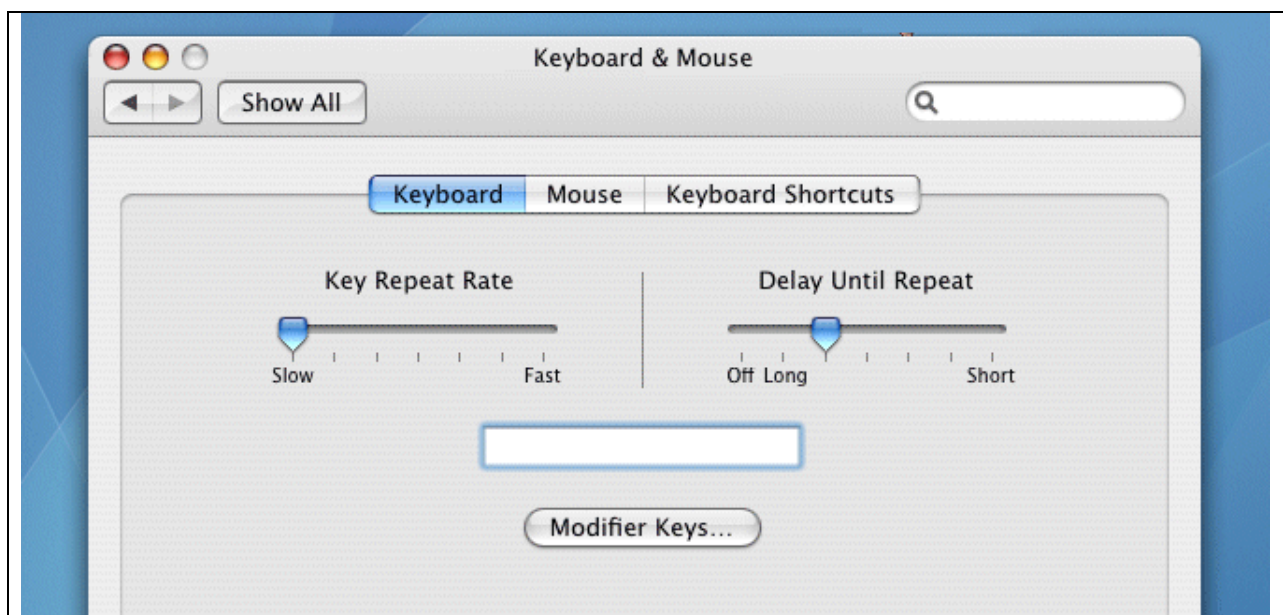 Keyboard & Mouse
Show All
Keyboard Mouse Keyboard Shortcuts
Key Repeat Rate Delay Until Repeat
Slow Fast Off Long Short
Modifier Keys...